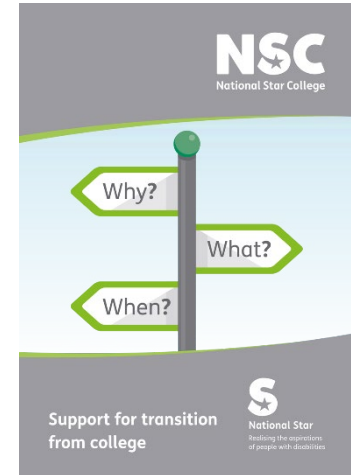 NSC
National Star College
Why?
What?
When?
Support for transition
from college
National Star
Realising the aspirations
of people with disabilities